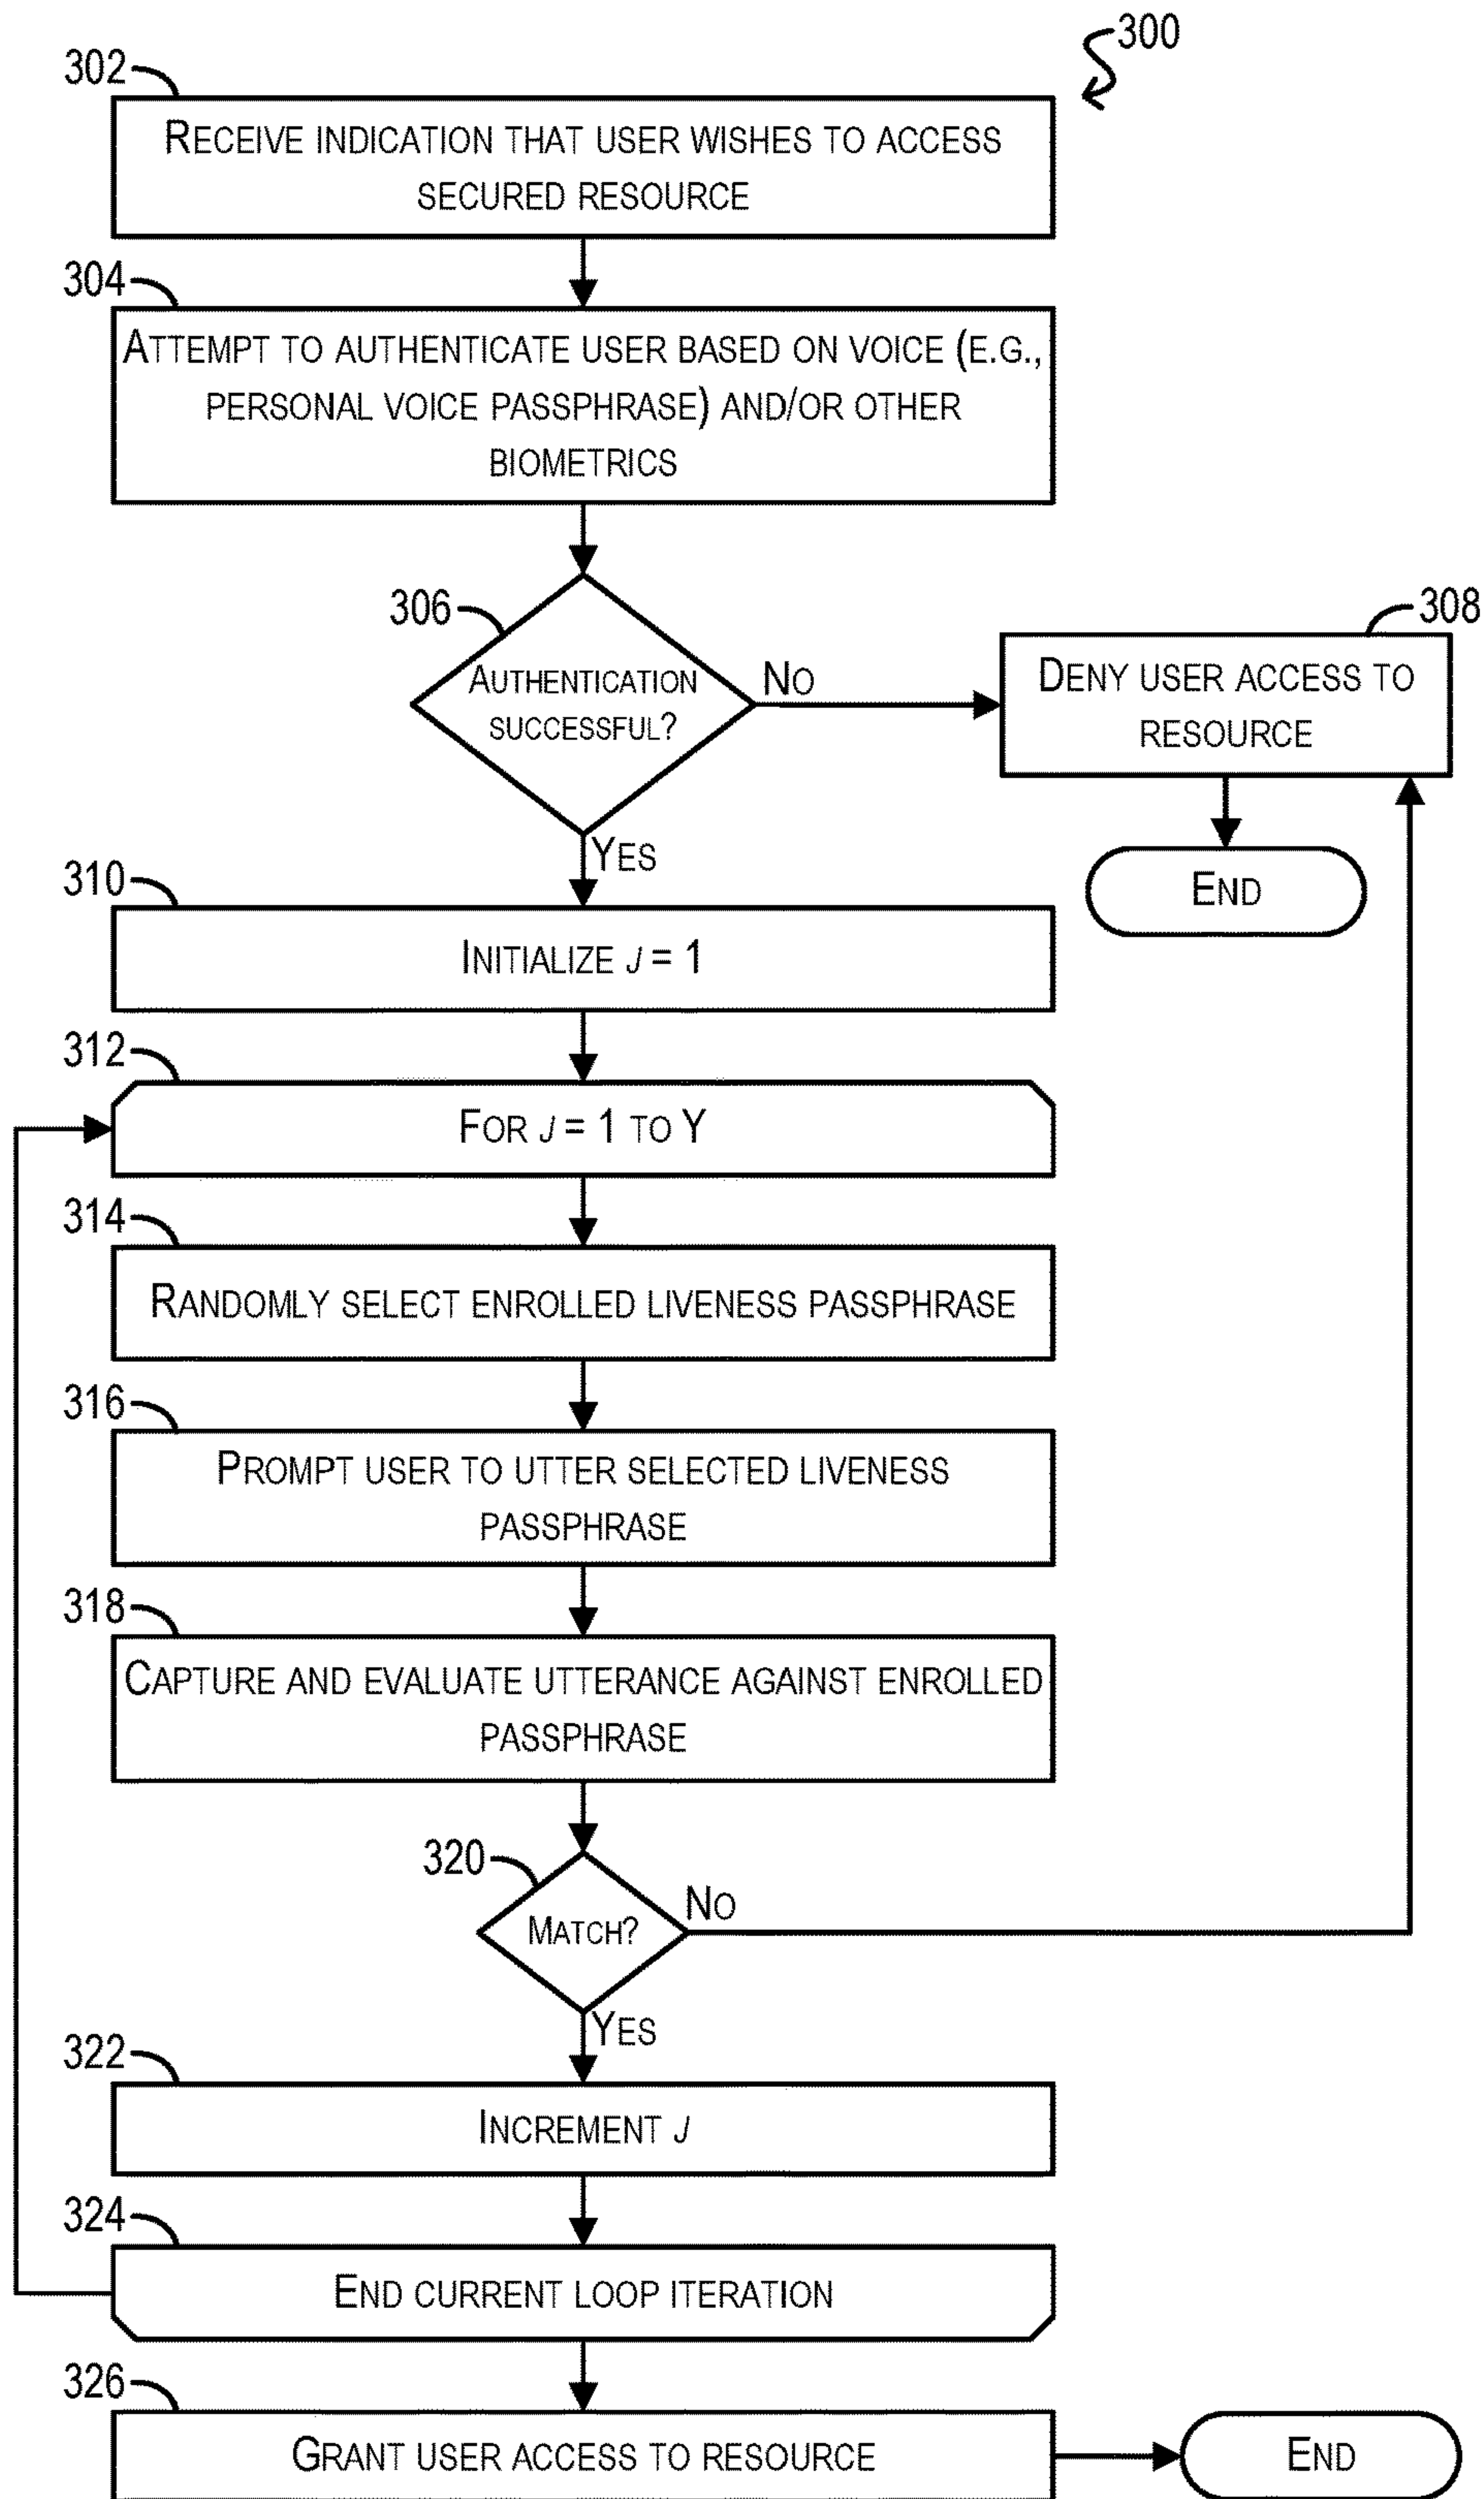 300
302
RECEIVE INDICATION THAT USER WISHES TO ACCESS
SECURED RESOURCE
304
ATTEMPT TO AUTHENTICATE USER BASED ON VOICE (E.G.,
PERSONAL VOICE PASSPHRASE) AND/OR OTHER
BIOMETRICS
306
AUTHENTICATION
SUCCESSFUL?
NO
308
DENY USER ACCESS TO
RESOURCE
END
YES
310
INITIALIZE J = 1
312
FOR J = 1 TO Y
314
RANDOMLY SELECT ENROLLED LIVENESS PASSPHRASE
316
PROMPT USER TO UTTER SELECTED LIVENESS
PASSPHRASE
318
CAPTURE AND EVALUATE UTTERANCE AGAINST ENROLLED
PASSPHRASE
320
MATCH?
NO
YES
322
INCREMENT J
324
END CURRENT LOOP ITERATION
326
GRANT USER ACCESS TO RESOURCE
END